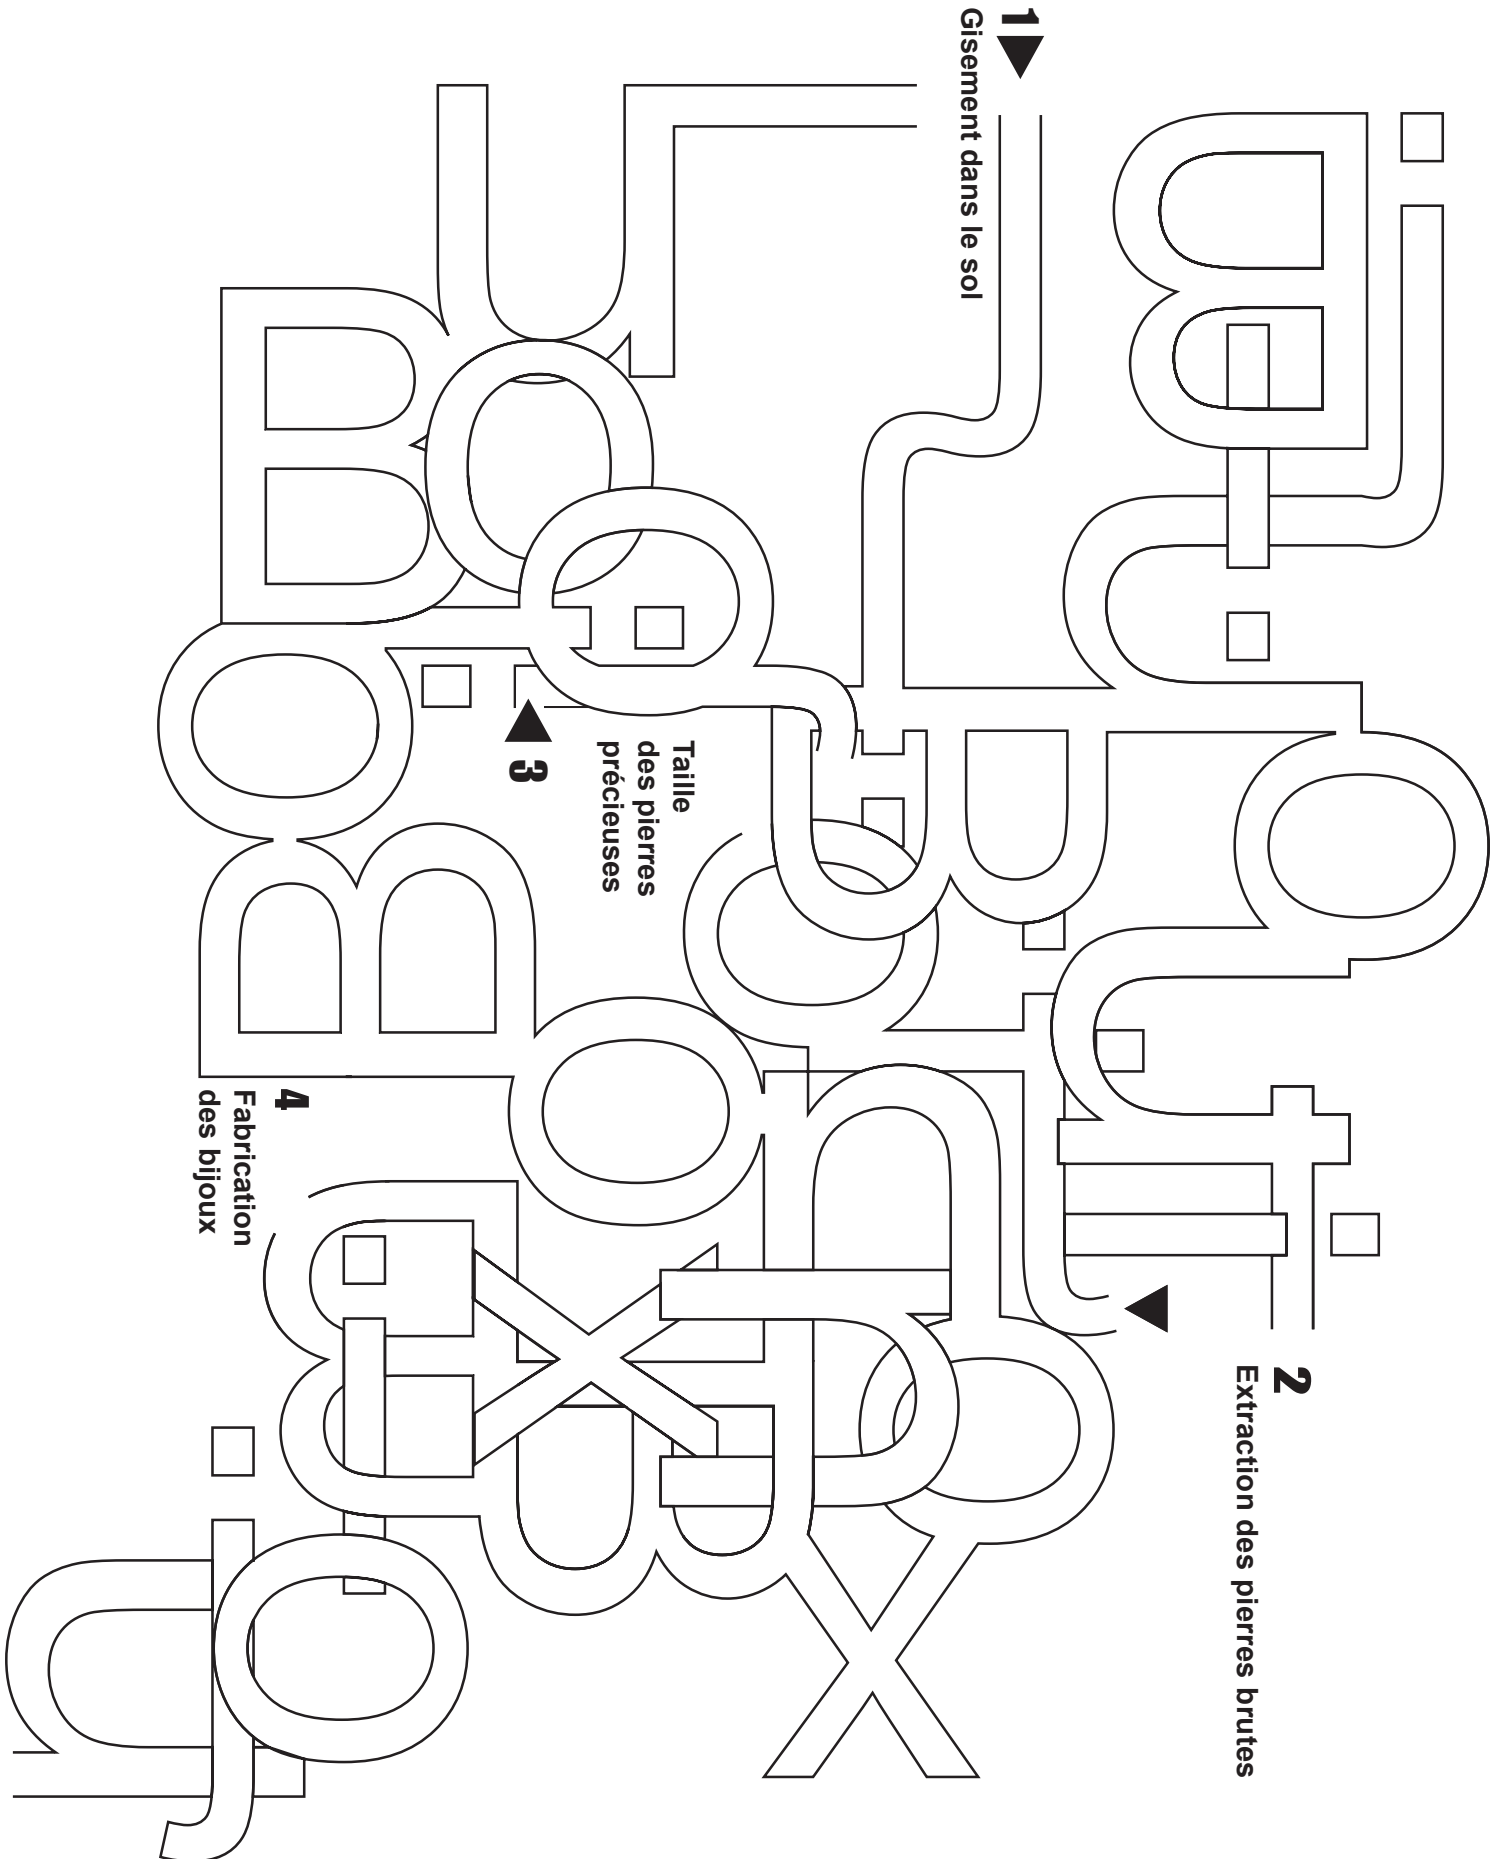 1
Gisement dans le sol
2
Extraction des pierres brutes
3
Taille
des pierres
précieuses
4
Fabrication
des bijoux